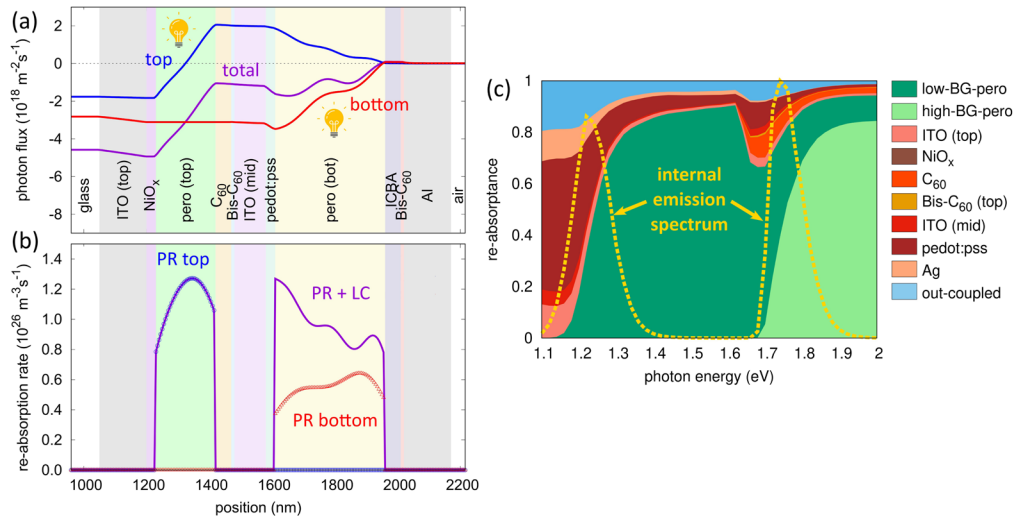 (a)
photon flux (10^18 m^-2s^-1)
2
0
-2
-4
-6
-8
top
total
bottom
glass
ITO (top)
NiOx
pero (top)
C60
Bis-C60
ITO (mid)
pedot:pss
pero (bot)
ICBA
Bis-C60
Al
air
(b)
re-absorption rate (10^26 m^-3s^-1)
1.4
1.2
1.0
0.8
0.6
0.4
0.2
0.0
PR top
PR + LC
PR bottom
1000 1200 1400 1600 1800 2000 2200
position (nm)
(c)
re-absorptance
1
0.8
0.6
0.4
0.2
0
internal
emission
spectrum
1.1 1.2 1.3 1.4 1.5 1.6 1.7 1.8 1.9 2
photon energy (eV)
low-BG-pero
high-BG-pero
ITO (top)
NiOx
C60
Bis-C60 (top)
ITO (mid)
pedot:pss
Ag
out-coupled